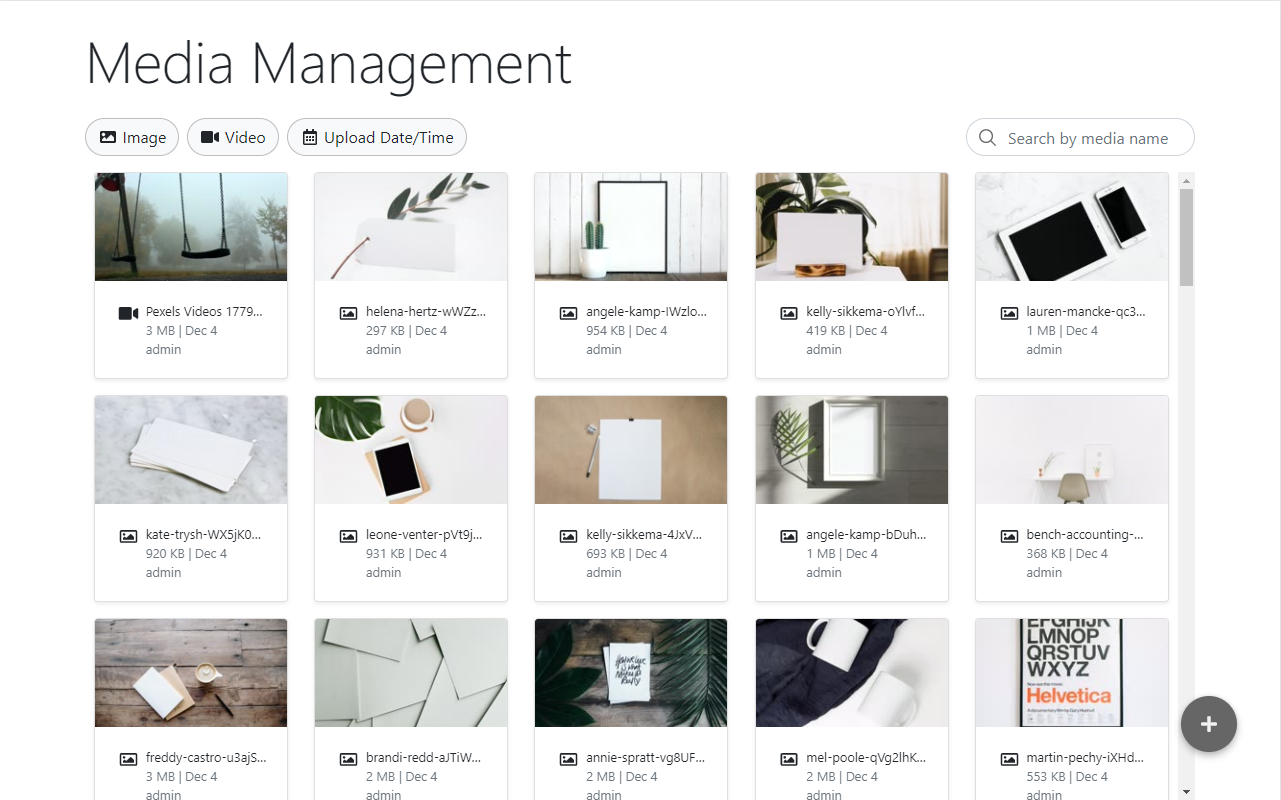 Media Management
Image Video Upload Date/Time Search by media name
Pexels Videos 1779...
3 MB | Dec 4
admin
helena-hertz-wWZz...
297 KB | Dec 4
admin
angele-kamp-IWzlo...
954 KB | Dec 4
admin
kelly-sikkema-oYlvf...
419 KB | Dec 4
admin
lauren-mancke-qc3...
1 MB | Dec 4
admin
kate-trysh-WX5jK0...
920 KB | Dec 4
admin
leone-venter-pVt9j...
931 KB | Dec 4
admin
kelly-sikkema-4JxV...
693 KB | Dec 4
admin
angele-kamp-bDuh...
1 MB | Dec 4
admin
bench-accounting-...
368 KB | Dec 4
admin
EFGHIJK
LMNOP
QRSTUV
WXYZ
Helvetica
freddy-castro-u3ajS...
3 MB | Dec 4
admin
brandi-redd-aJTiW...
2 MB | Dec 4
admin
annie-spratt-vg8UF...
2 MB | Dec 4
admin
mel-poole-qVg2lhK...
2 MB | Dec 4
admin
martin-pechy-iXHd...
553 KB | Dec 4
admin